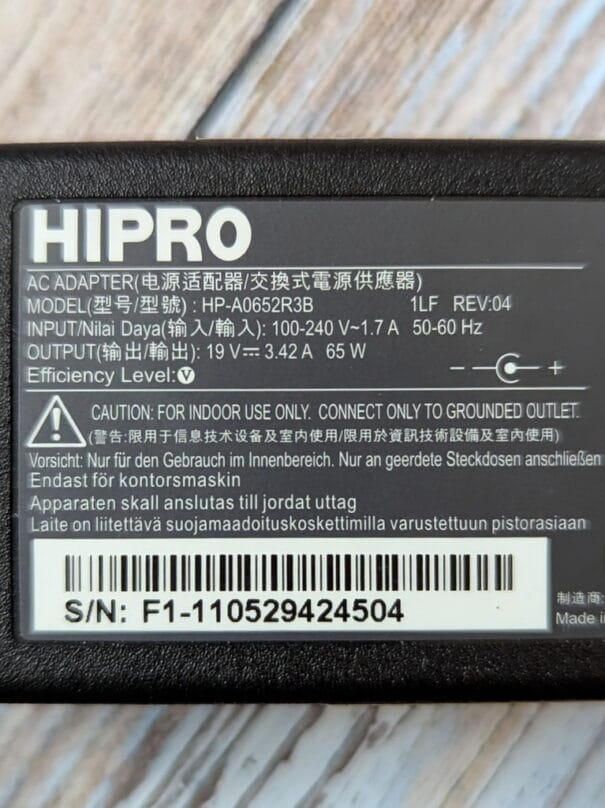 HIPRO
AC ADAPTER(电源适配器/交換式電源供應器)
MODEL(型号/型號) : HP-A0652R3B 1LF REV:04
INPUT/Nilai Daya(输入/輸入): 100-240 V~1.7 A 50-60 Hz
OUTPUT(输出/輸出): 19 V⎓ 3.42 A 65 W
Efficiency Level:Ⓥ
CAUTION: FOR INDOOR USE ONLY. CONNECT ONLY TO GROUNDED OUTLET.
(警告:限用于信息技术设备及室内使用/限用於資訊技術設備及室內使用)
Vorsicht: Nur für den Gebrauch im Innenbereich. Nur an geerdete Steckdosen anschließen
Endast för kontorsmaskin
Apparaten skall anslutas till jordat uttag
Laite on liitettävä suojamaadoituskoskettimilla varustettuun pistorasiaan
S/N: F1-110529424504
制造商:
Made